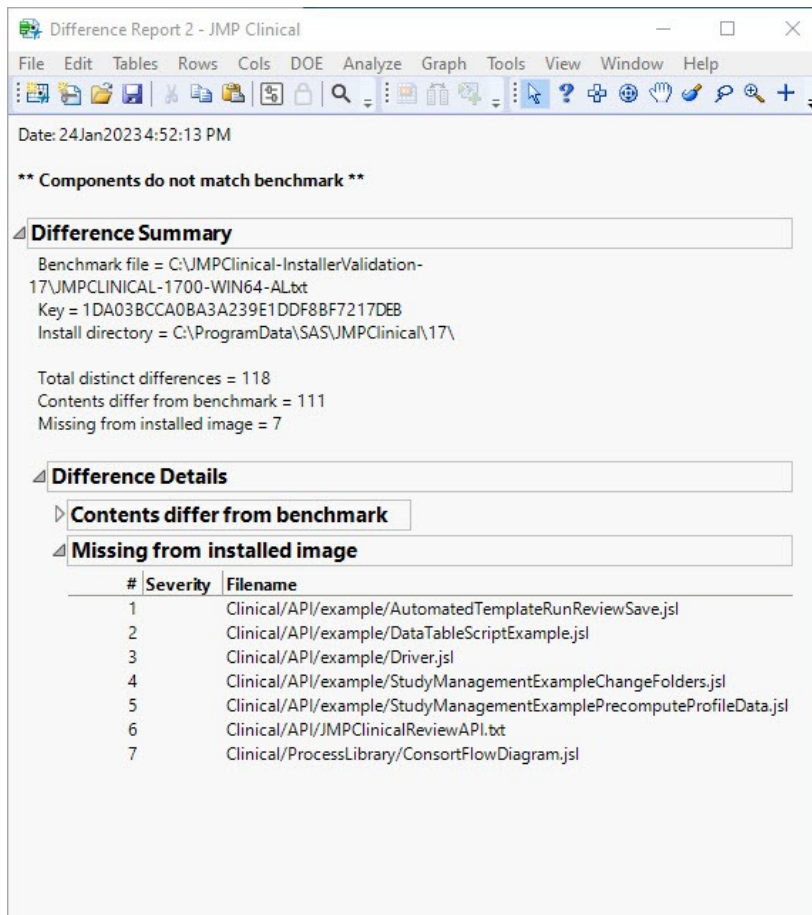 Difference Report 2 - JMP Clinical
File Edit Tables Rows Cols DOE Analyze Graph Tools View Window Help
Date: 24Jan2023 4:52:13 PM
** Components do not match benchmark **
Difference Summary
Benchmark file = C:\JMPClinical-InstallerValidation-
17\JMPCLINICAL-1700-WIN64-AL.txt
Key = 1DA03BCCA0BA3A239E1DDF8BF7217DEB
Install directory = C:\ProgramData\SAS\JMPClinical\17\
Total distinct differences = 118
Contents differ from benchmark = 111
Missing from installed image = 7
Difference Details
Contents differ from benchmark
Missing from installed image
# Severity Filename
1 Clinical/API/example/AutomatedTemplateRunReviewSave.jsl
2 Clinical/API/example/DataTableScriptExample.jsl
3 Clinical/API/example/Driver.jsl
4 Clinical/API/example/StudyManagementExampleChangeFolders.jsl
5 Clinical/API/example/StudyManagementExamplePrecomputeProfileData.jsl
6 Clinical/API/JMPClinicalReviewAPI.txt
7 Clinical/ProcessLibrary/ConsortFlowDiagram.jsl